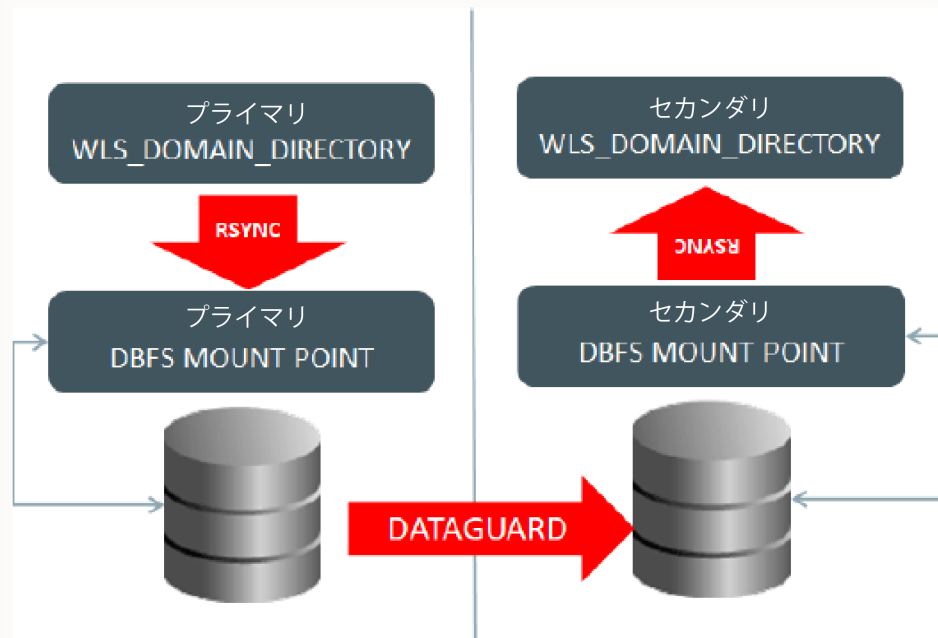 プライマリ
WLS_DOMAIN_DIRECTORY
RSYNC
プライマリ
DBFS MOUNT POINT
セカンダリ
WLS_DOMAIN_DIRECTORY
RSYNC
セカンダリ
DBFS MOUNT POINT
DATAGUARD